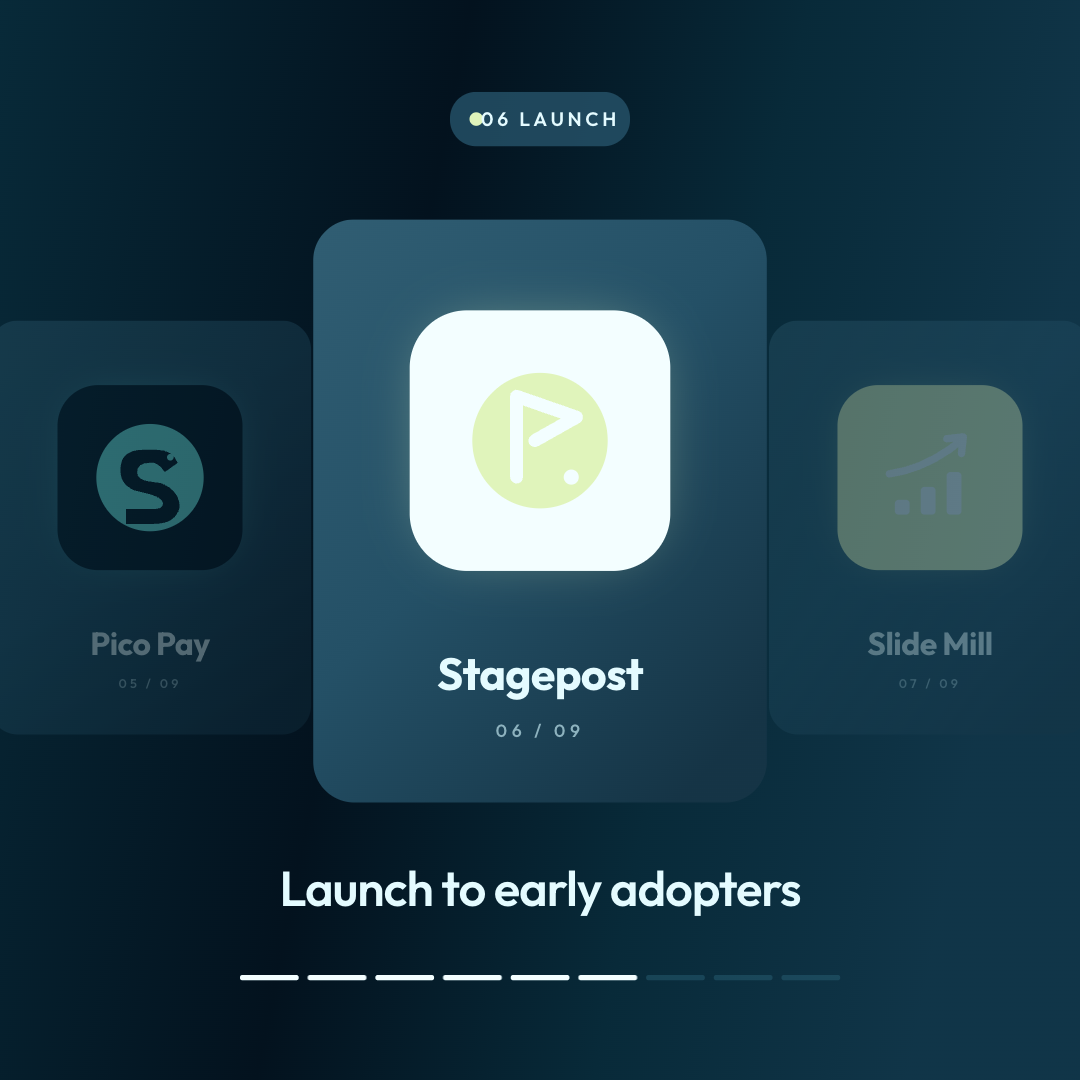 06 LAUNCH
Pico Pay
05 / 09
Stagepost
06 / 09
Slide Mill
07 / 09
Launch to early adopters